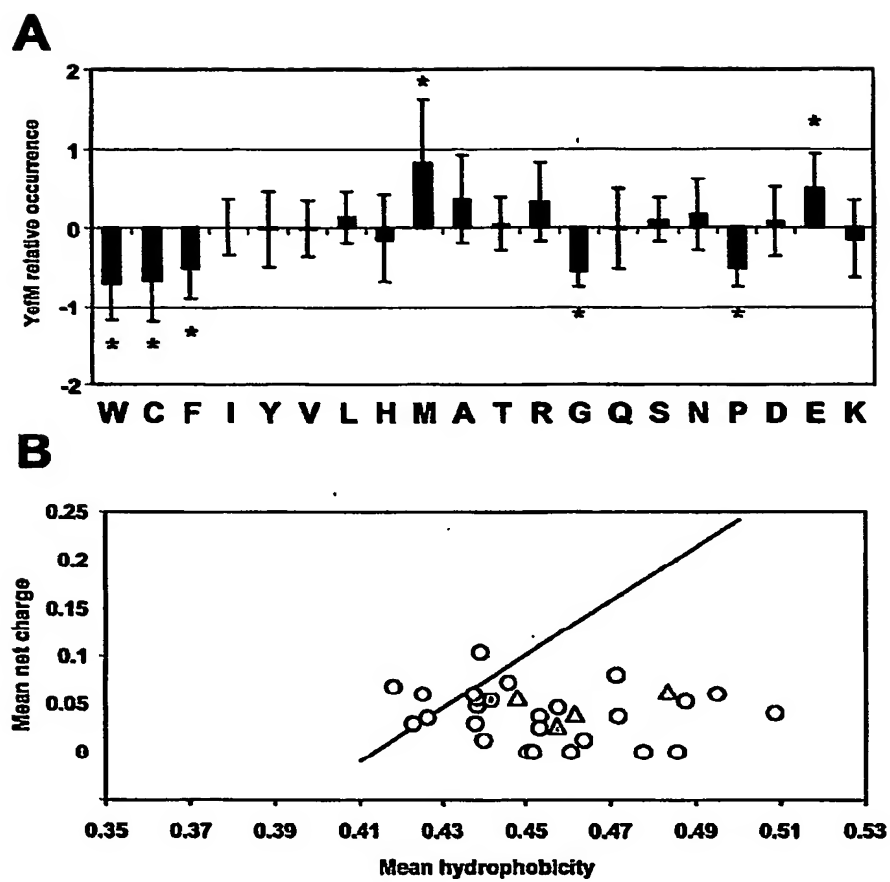 A
2
1
0
-1
-2
YefM relative occurrence
* * * * * * *
W C F I Y V L H M A T R G Q S N P D E K
B
0.25
0.2
0.15
0.1
0.05
0
Mean net charge
0.35 0.37 0.39 0.41 0.43 0.45 0.47 0.49 0.51 0.53
Mean hydrophobicity